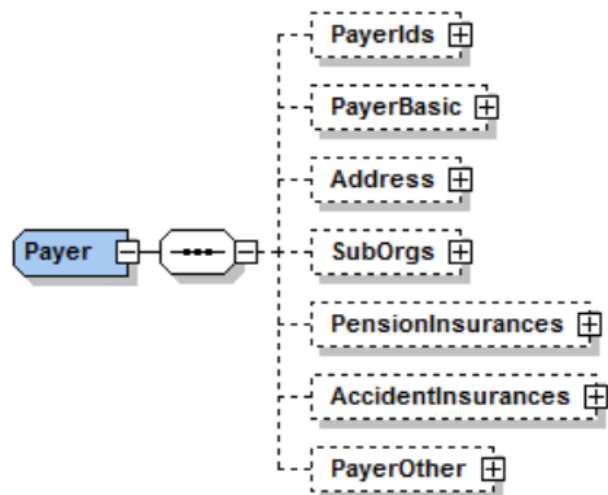 PayerIds
PayerBasic
Address
Payer
SubOrgs
PensionInsurances
AccidentInsurances
PayerOther